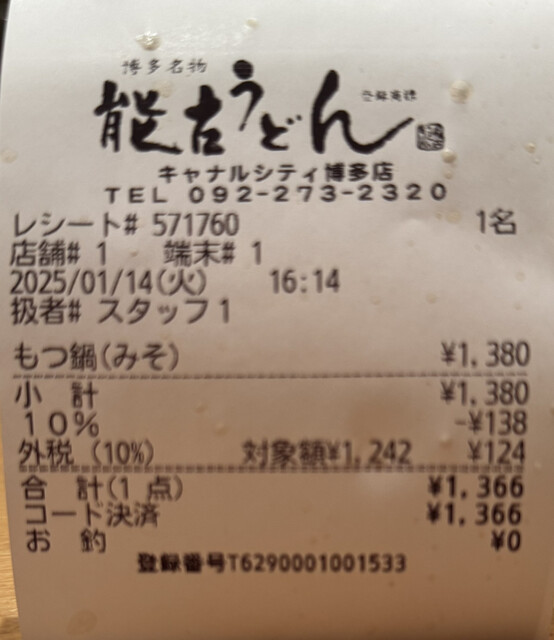 博多名物
能古うどん
登録商標
キャナルシティ博多店
TEL 092-273-2320
レシート# 571760 1名
店舗# 1 端末# 1
2025/01/14(火) 16:14
扱者# スタッフ1
もつ鍋(みそ) ¥1,380
小 計 ¥1,380
10% -¥138
外税 (10%) 対象額¥1,242 ¥124
合 計(1 点) ¥1,366
コード決済 ¥1,366
お 釣 ¥0
登録番号T6290001001533